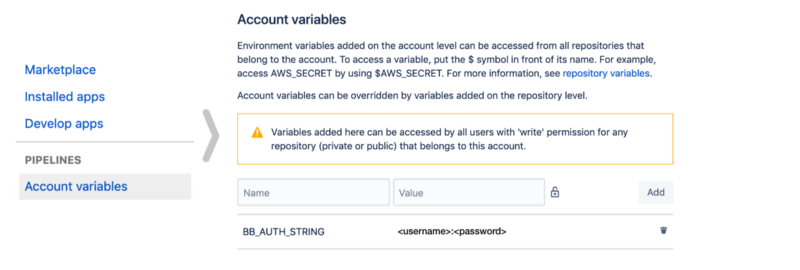 Account variables
Environment variables added on the account level can be accessed from all repositories that
belong to the account. To access a variable, put the $ symbol in front of its name. For example,
access AWS_SECRET by using $AWS_SECRET. For more information, see repository variables.
Account variables can be overridden by variables added on the repository level.
Variables added here can be accessed by all users with 'write' permission for any
repository (private or public) that belongs to this account.
Name Value Add
BB_AUTH_STRING <username>:<password>
Marketplace
Installed apps
Develop apps
PIPELINES
Account variables